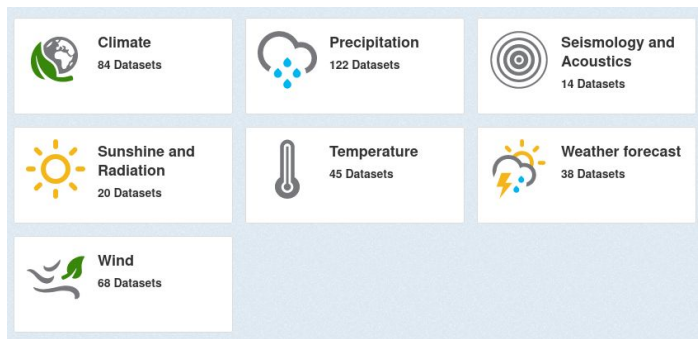 Climate
84 Datasets
Precipitation
122 Datasets
Seismology and
Acoustics
14 Datasets
Sunshine and
Radiation
20 Datasets
Temperature
45 Datasets
Weather forecast
38 Datasets
Wind
68 Datasets